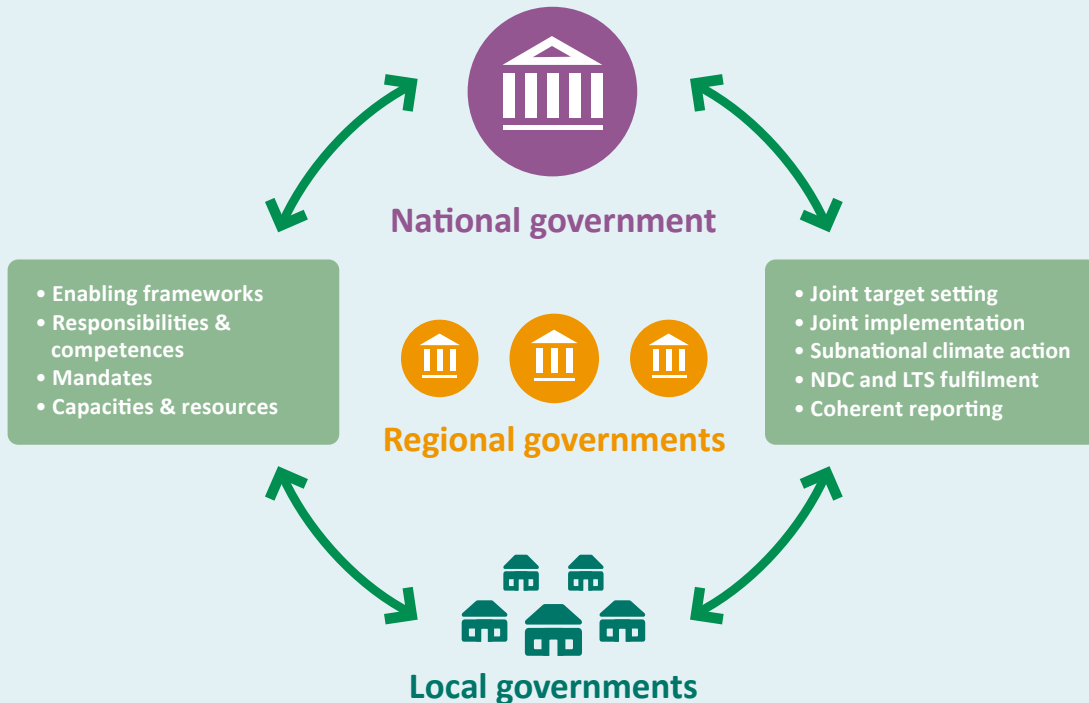 National government
• Enabling frameworks
• Responsibilities &
competences
• Mandates
• Capacities & resources
• Joint target setting
• Joint implementation
• Subnational climate action
• NDC and LTS fulfilment
• Coherent reporting
Regional governments
Local governments